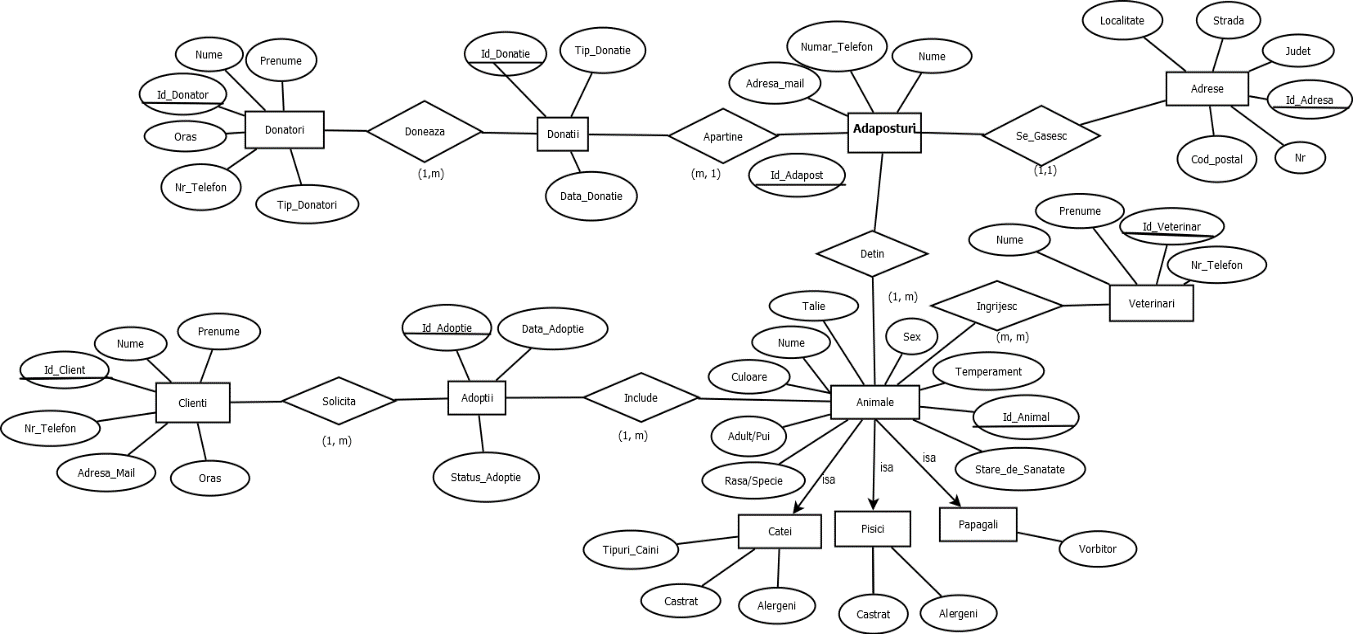 Localitate
Strada
Judet
Id_Adresa
Adrese
Nr
Cod_postal
Nume
Prenume
Id_Donator
Oras
Nr_Telefon
Tip_Donatori
Donatori
Doneaza
(1,m)
Id_Donatie
Tip_Donatie
Donatii
Data_Donatie
Apartine
(m, 1)
Numar_Telefon
Nume
Adresa_mail
Adaposturi
Id_Adapost
Se_Gasesc
(1,1)
Detin
(1, m)
Prenume
Id_Veterinar
Nume
Nr_Telefon
Veterinari
Ingrijesc
(m, m)
Nume
Prenume
Id_Client
Clienti
Nr_Telefon
Adresa_Mail
Oras
Solicita
(1, m)
Id_Adoptie
Data_Adoptie
Adoptii
Status_Adoptie
Include
(1, m)
Talie
Nume
Sex
Culoare
Temperament
Animale
Id_Animal
Adult/Pui
Rasa/Specie
Stare_de_Sanatate
isa
isa
isa
Catei
Pisici
Papagali
Tipuri_Caini
Castrat
Alergeni
Castrat
Alergeni
Vorbitor